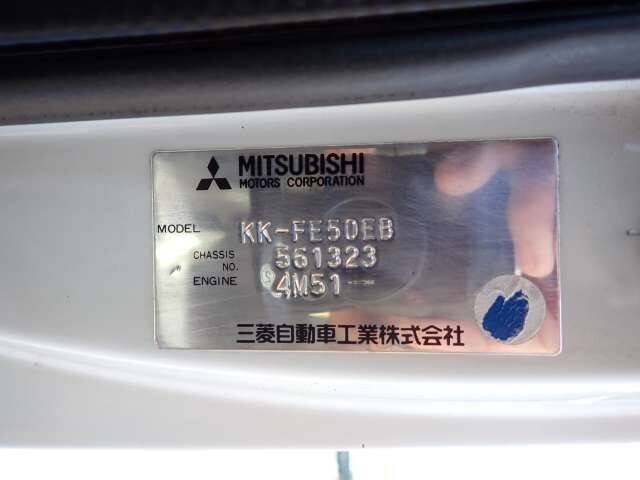 MITSUBISHI
MOTORS CORPORATION
MODEL KK-FE50EB
CHASSIS NO. 561323
ENGINE 4M51
三菱自動車工業株式会社